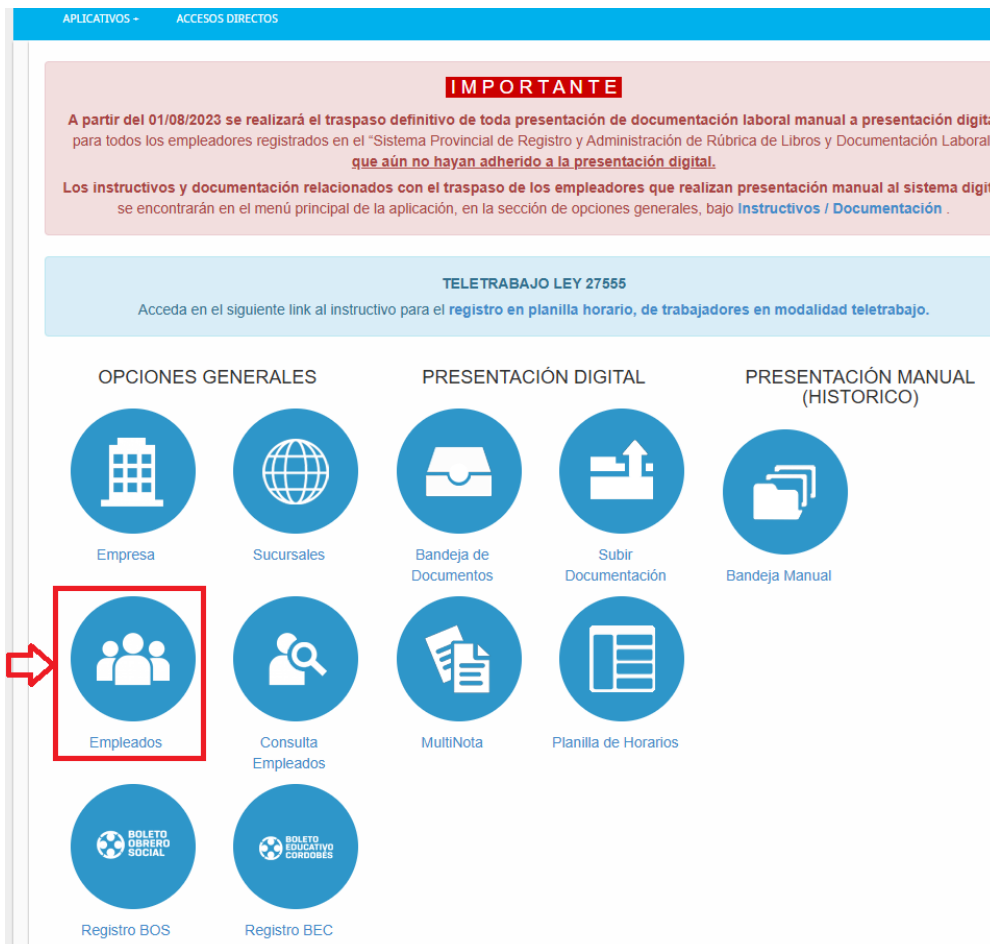 APLICATIVOS ACCESOS DIRECTOS
IMPORTANTE
A partir del 01/08/2023 se realizará el traspaso definitivo de toda presentación de documentación laboral manual a presentación digita
para todos los empleadores registrados en el “Sistema Provincial de Registro y Administración de Rúbrica de Libros y Documentación Laboral
que aún no hayan adherido a la presentación digital.
Los instructivos y documentación relacionados con el traspaso de los empleadores que realizan presentación manual al sistema digit
se encontrarán en el menú principal de la aplicación, en la sección de opciones generales, bajo Instructivos / Documentación .
TELETRABAJO LEY 27555
Acceda en el siguiente link al instructivo para el registro en planilla horario, de trabajadores en modalidad teletrabajo.
OPCIONES GENERALES
Empresa
Sucursales
Empleados
Consulta
Empleados
BOLETO
OBRERO
SOCIAL
Registro BOS
BOLETO
EDUCATIVO
CORDOBÉS
Registro BEC
PRESENTACIÓN DIGITAL
Bandeja de
Documentos
Subir
Documentación
MultiNota
Planilla de Horarios
PRESENTACIÓN MANUAL
(HISTORICO)
Bandeja Manual